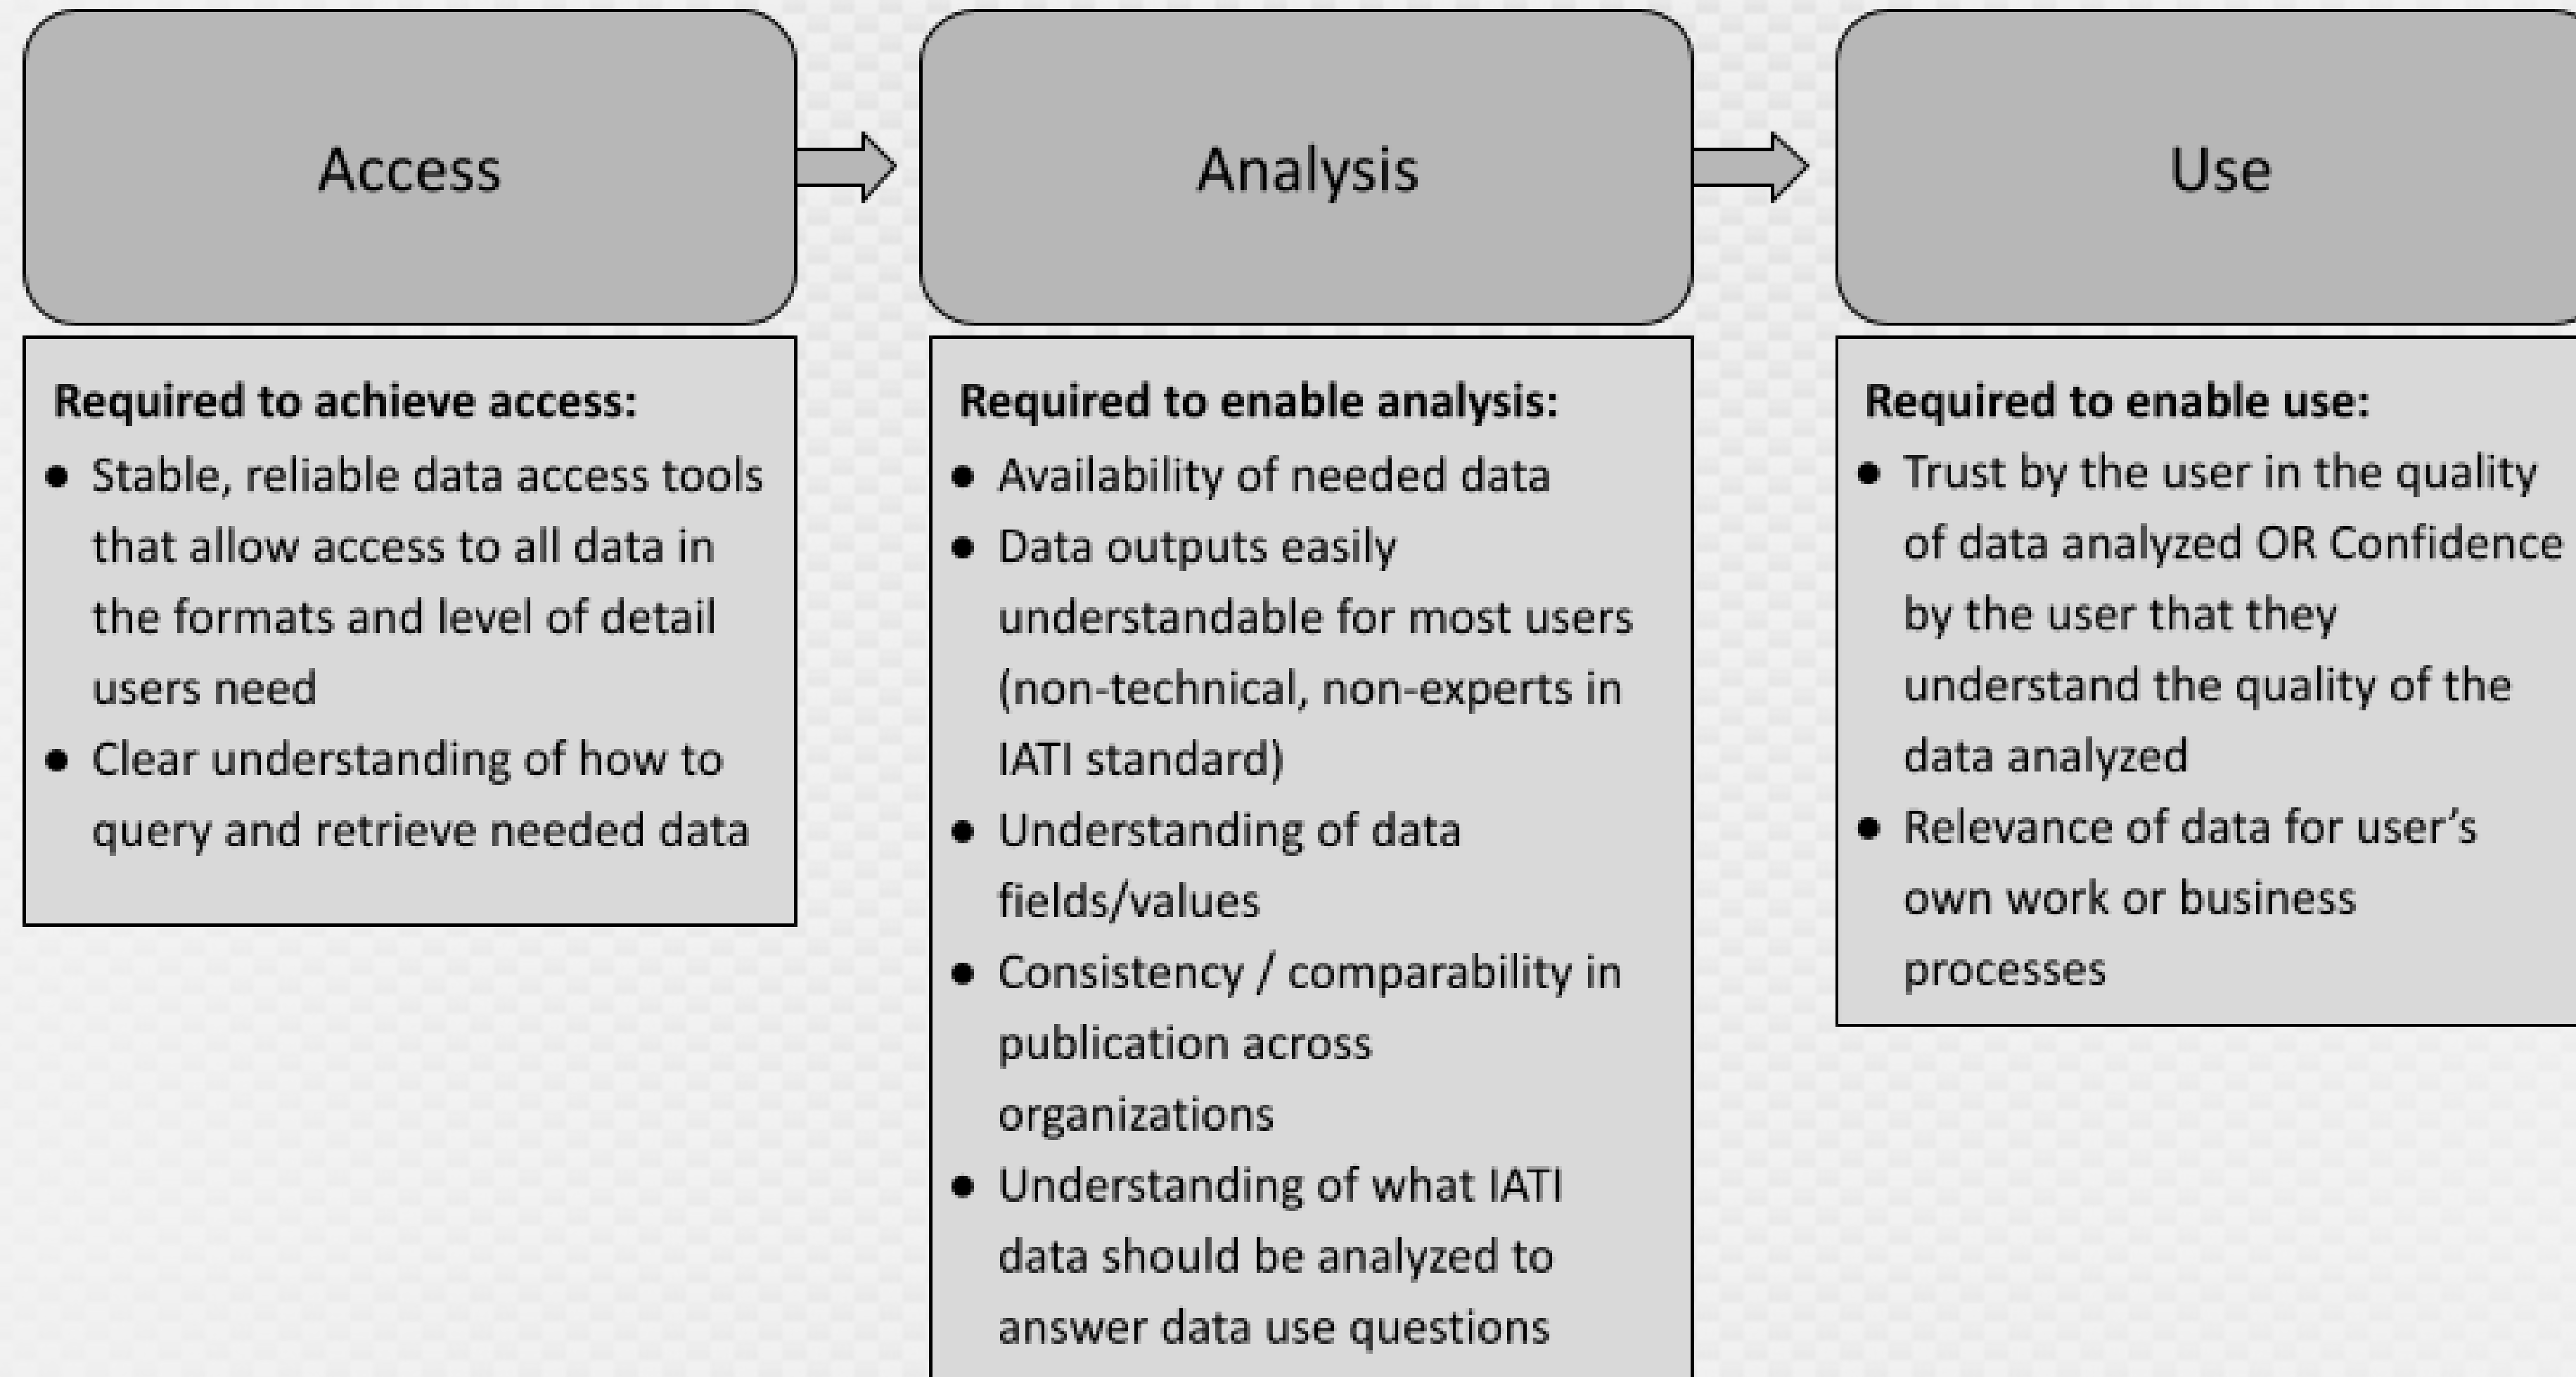 Access
Analysis
Use
Required to achieve access:
● Stable, reliable data access tools
that allow access to all data in
the formats and level of detail
users need
● Clear understanding of how to
query and retrieve needed data
Required to enable analysis:
● Availability of needed data
● Data outputs easily
understandable for most users
(non-technical, non-experts in
IATI standard)
● Understanding of data
fields/values
● Consistency / comparability in
publication across
organizations
● Understanding of what IATI
data should be analyzed to
answer data use questions
Required to enable use:
● Trust by the user in the quality
of data analyzed OR Confidence
by the user that they
understand the quality of the
data analyzed
● Relevance of data for user’s
own work or business
processes